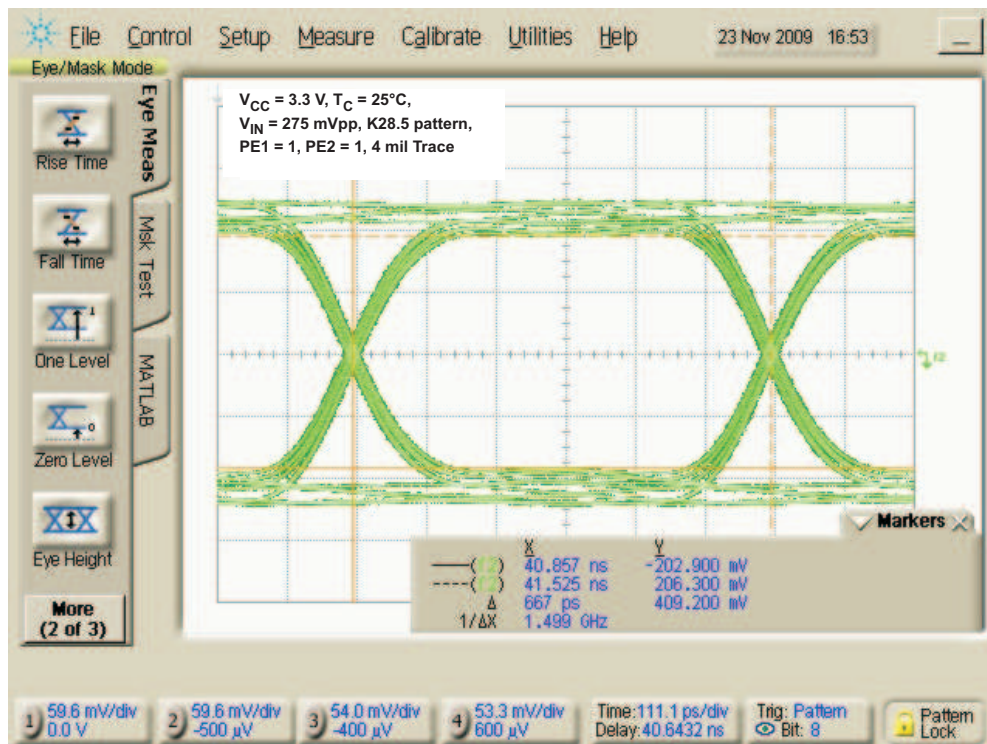 File Control Setup Measure Calibrate Utilities Help 23 Nov 2009 16:53
Eye/Mask Mode
Eye Meas
Msk Test
MATLAB
Rise Time
Fall Time
One Level
Zero Level
Eye Height
More
(2 of 3)
VCC = 3.3 V, TC = 25°C,
VIN = 275 mVpp, K28.5 pattern,
PE1 = 1, PE2 = 1, 4 mil Trace
Markers
X Y
——(f2) 40.857 ns -202.900 mV
----(f2) 41.525 ns 206.300 mV
Δ 667 ps 409.200 mV
1/ΔX 1.499 GHz
1) 59.6 mV/div
0.0 V
2) 59.6 mV/div
-500 µV
3) 54.0 mV/div
-400 µV
4) 53.3 mV/div
600 µV
Time:111.1 ps/div
Delay:40.6432 ns
Trig: Pattern
Bit: 8
Pattern
Lock